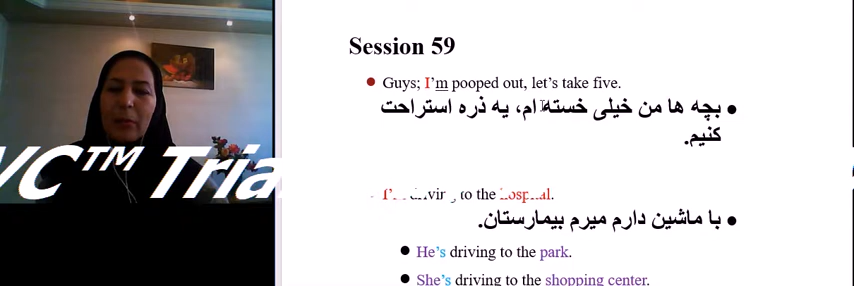 Session 59
Guys; I'm pooped out, let's take five.
بچه ها من خیلی خسته ام، یه ذره استراحت
کنیم.
VC™ Tria
to the hospital.
با ماشین دارم میرم بیمارستان.
He's driving to the park.
She's driving to the shopping center.